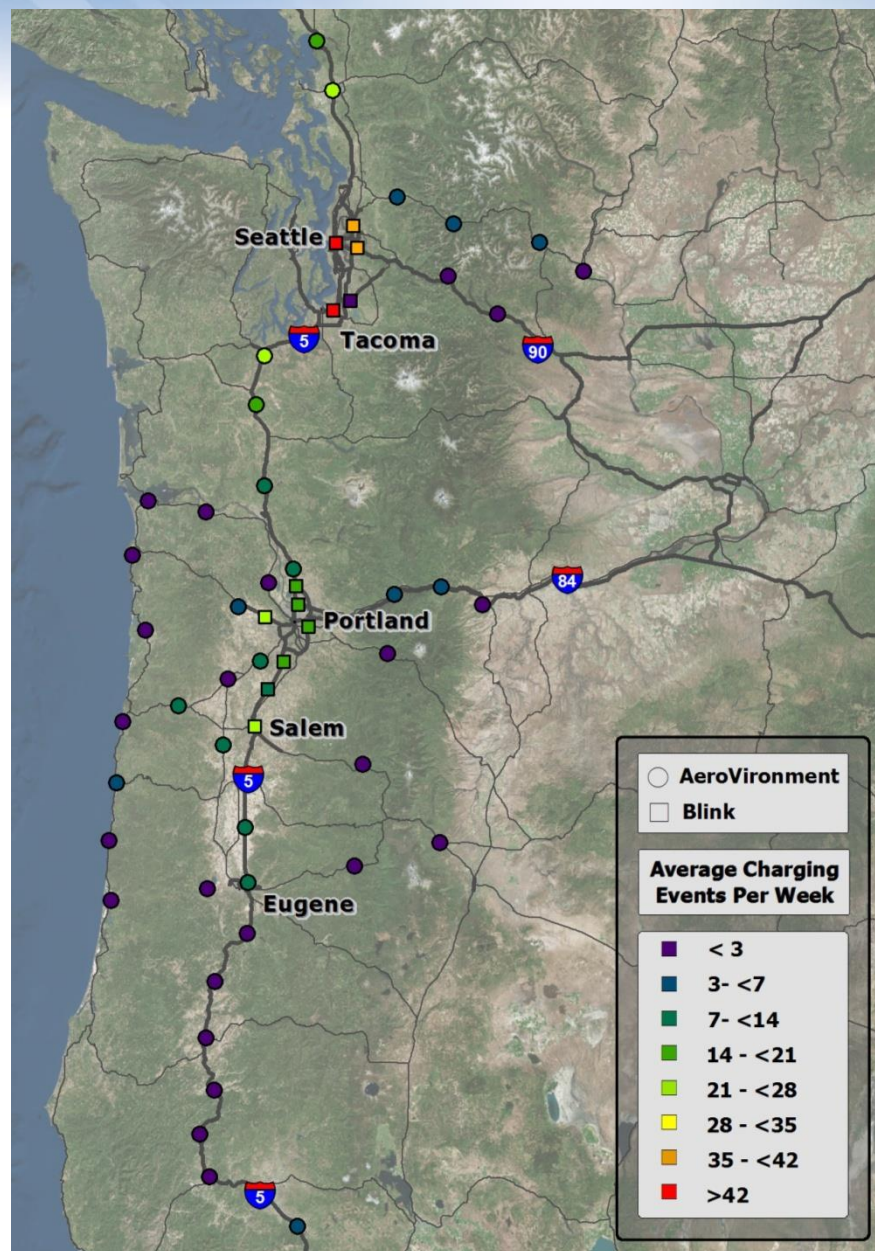 Seattle
5
Tacoma
90
84
Portland
Salem
5
Eugene
5
AeroVironment
Blink
Average Charging
Events Per Week
< 3
3- <7
7- <14
14 - <21
21 - <28
28 - <35
35 - <42
>42